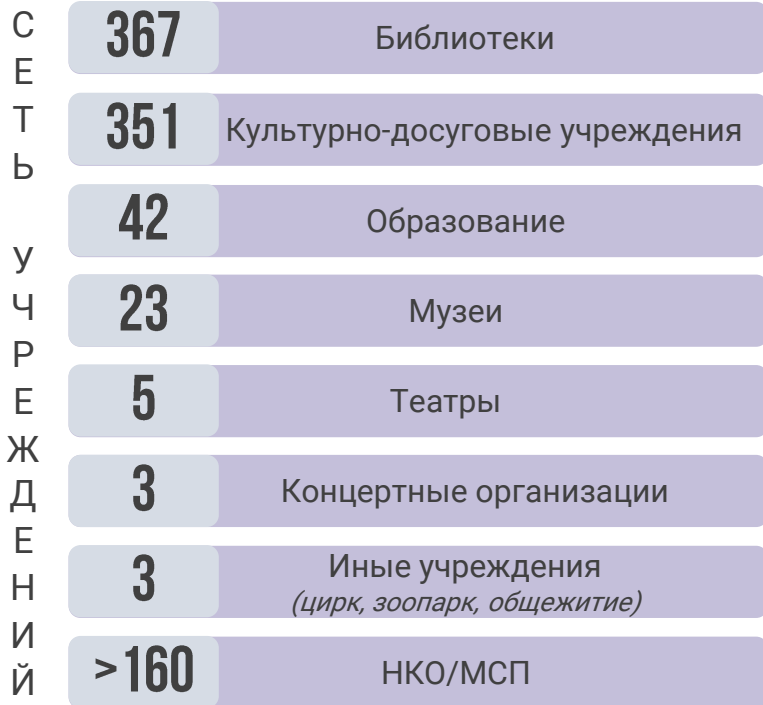 СЕТЬ УЧРЕЖДЕНИЙ
367 Библиотеки
351 Культурно-досуговые учреждения
42 Образование
23 Музеи
5 Театры
3 Концертные организации
3 Иные учреждения
(цирк, зоопарк, общежитие)
>160 НКО/МСП